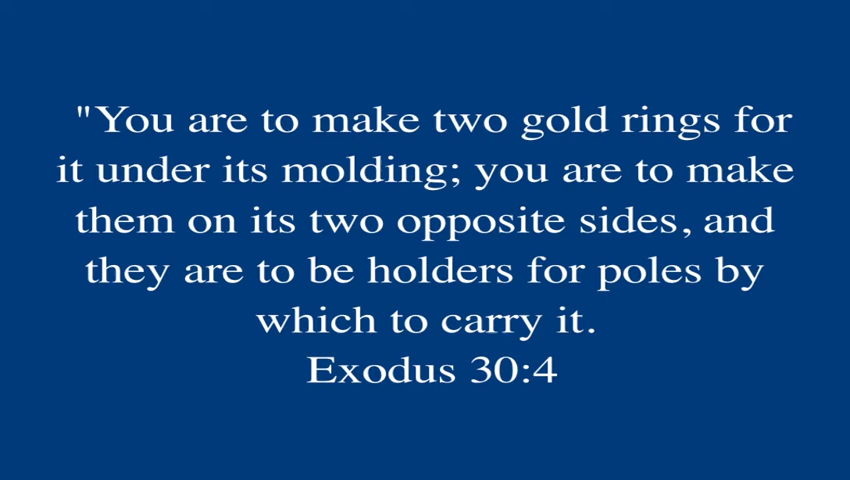 "You are to make two gold rings for
it under its molding; you are to make
them on its two opposite sides, and
they are to be holders for poles by
which to carry it.
Exodus 30:4